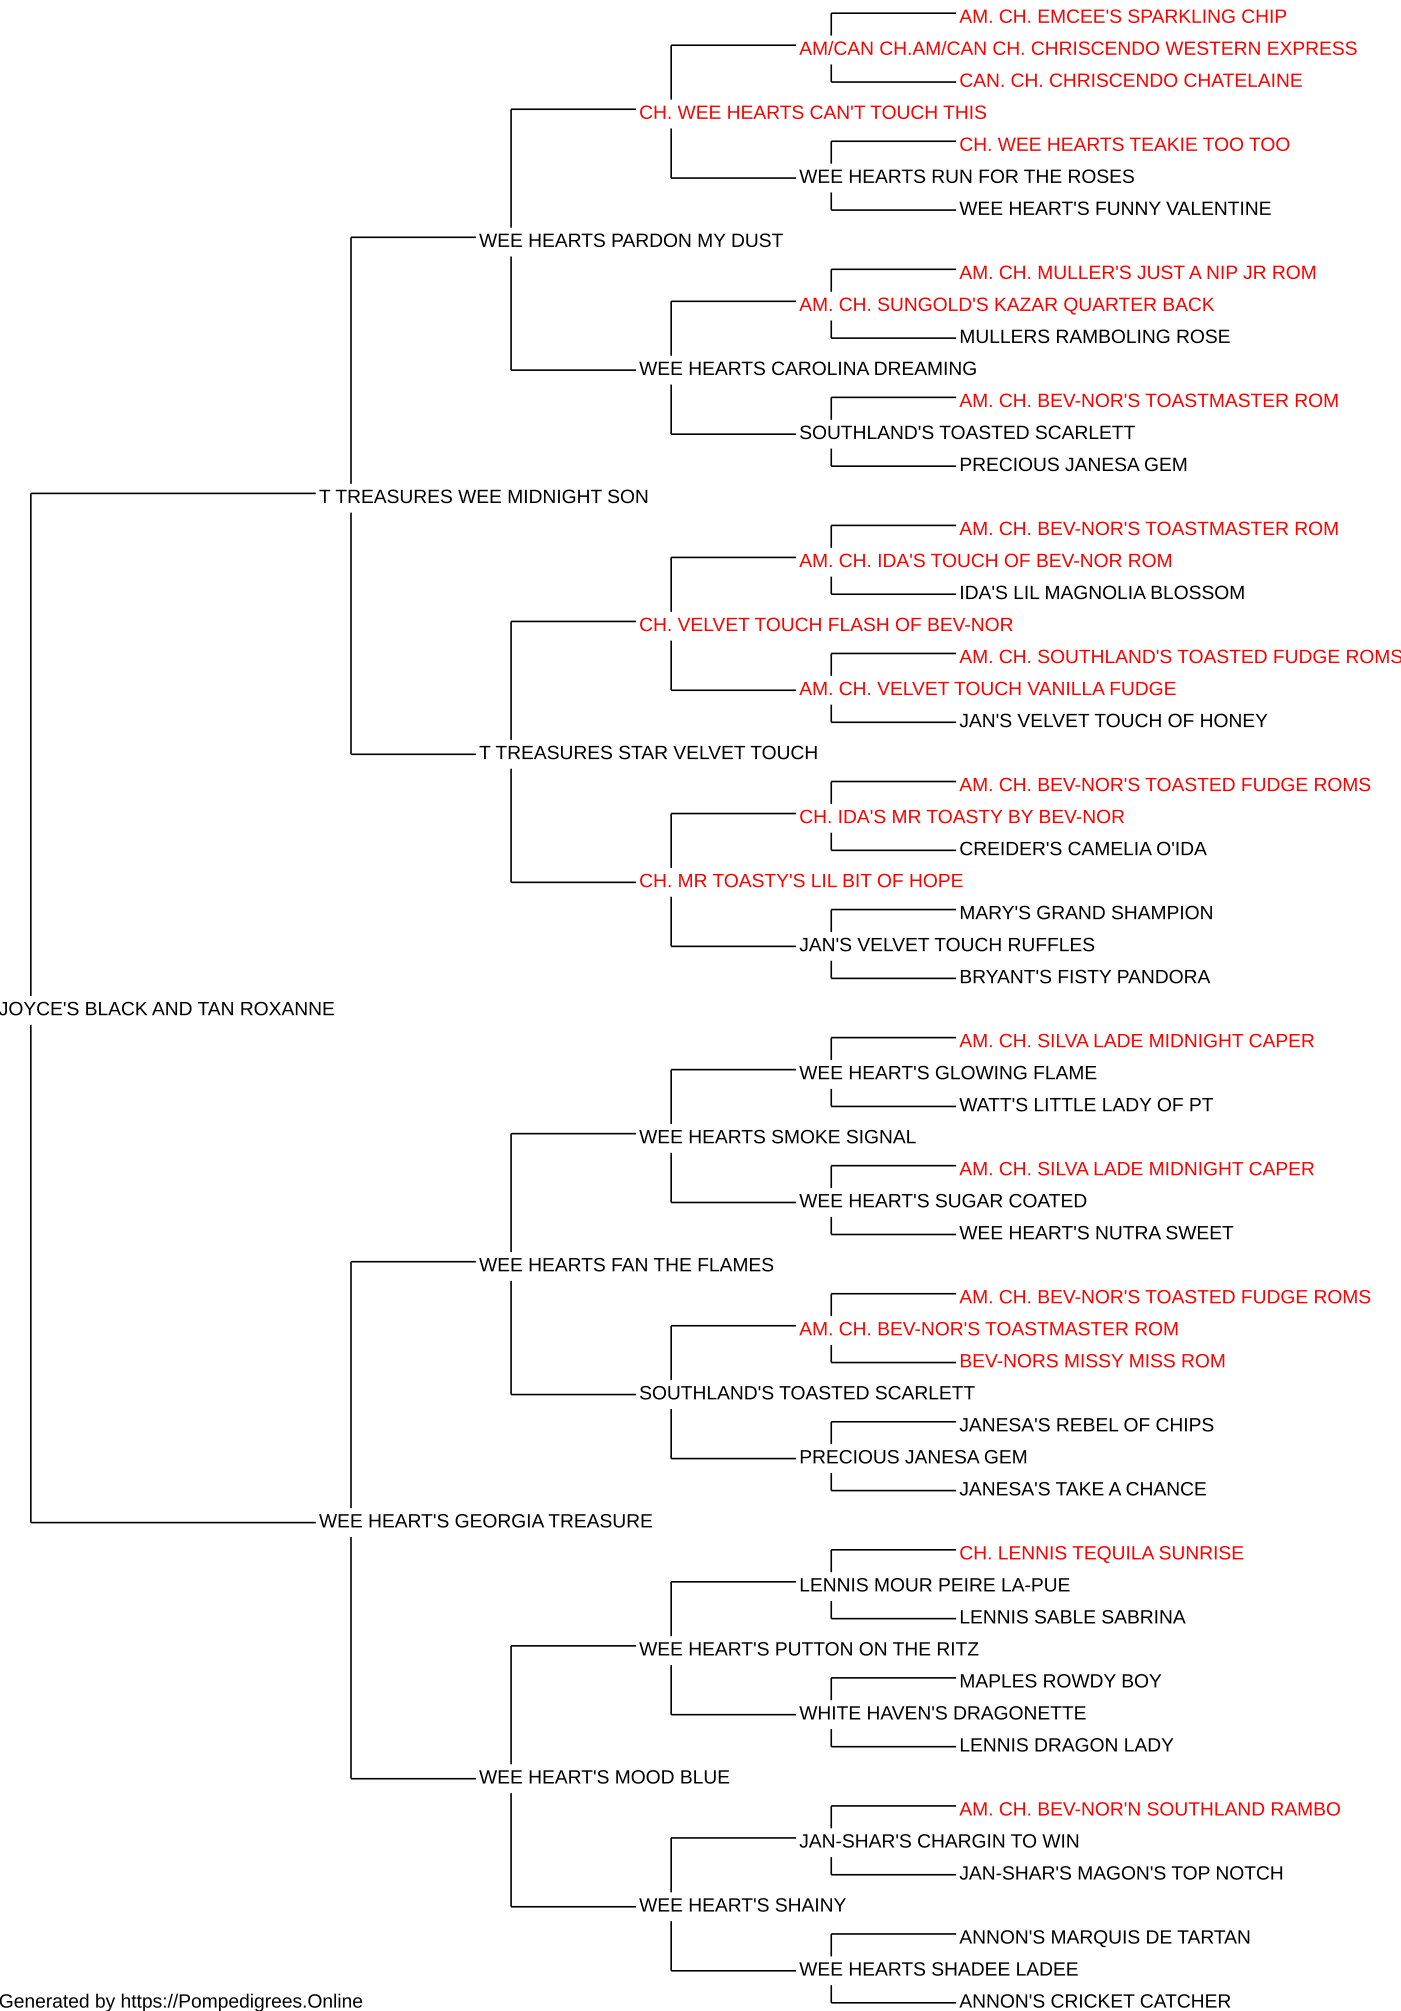 AM. CH. EMCEE'S SPARKLING CHIP
AM/CAN CH.AM/CAN CH. CHRISCENDO WESTERN EXPRESS
CAN. CH. CHRISCENDO CHATELAINE
CH. WEE HEARTS CAN'T TOUCH THIS
CH. WEE HEARTS TEAKIE TOO TOO
WEE HEARTS RUN FOR THE ROSES
WEE HEART'S FUNNY VALENTINE
WEE HEARTS PARDON MY DUST
AM. CH. MULLER'S JUST A NIP JR ROM
AM. CH. SUNGOLD'S KAZAR QUARTER BACK
MULLERS RAMBOLING ROSE
WEE HEARTS CAROLINA DREAMING
AM. CH. BEV-NOR'S TOASTMASTER ROM
SOUTHLAND'S TOASTED SCARLETT
PRECIOUS JANESA GEM
T TREASURES WEE MIDNIGHT SON
AM. CH. BEV-NOR'S TOASTMASTER ROM
AM. CH. IDA'S TOUCH OF BEV-NOR ROM
IDA'S LIL MAGNOLIA BLOSSOM
CH. VELVET TOUCH FLASH OF BEV-NOR
AM. CH. SOUTHLAND'S TOASTED FUDGE ROMS
AM. CH. VELVET TOUCH VANILLA FUDGE
JAN'S VELVET TOUCH OF HONEY
T TREASURES STAR VELVET TOUCH
AM. CH. BEV-NOR'S TOASTED FUDGE ROMS
CH. IDA'S MR TOASTY BY BEV-NOR
CREIDER'S CAMELIA O'IDA
CH. MR TOASTY'S LIL BIT OF HOPE
MARY'S GRAND SHAMPION
JAN'S VELVET TOUCH RUFFLES
BRYANT'S FISTY PANDORA
JOYCE'S BLACK AND TAN ROXANNE
AM. CH. SILVA LADE MIDNIGHT CAPER
WEE HEART'S GLOWING FLAME
WATT'S LITTLE LADY OF PT
WEE HEARTS SMOKE SIGNAL
AM. CH. SILVA LADE MIDNIGHT CAPER
WEE HEART'S SUGAR COATED
WEE HEART'S NUTRA SWEET
WEE HEARTS FAN THE FLAMES
AM. CH. BEV-NOR'S TOASTED FUDGE ROMS
AM. CH. BEV-NOR'S TOASTMASTER ROM
BEV-NORS MISSY MISS ROM
SOUTHLAND'S TOASTED SCARLETT
JANESA'S REBEL OF CHIPS
PRECIOUS JANESA GEM
JANESA'S TAKE A CHANCE
WEE HEART'S GEORGIA TREASURE
CH. LENNIS TEQUILA SUNRISE
LENNIS MOUR PEIRE LA-PUE
LENNIS SABLE SABRINA
WEE HEART'S PUTTON ON THE RITZ
MAPLES ROWDY BOY
WHITE HAVEN'S DRAGONETTE
LENNIS DRAGON LADY
WEE HEART'S MOOD BLUE
AM. CH. BEV-NOR'N SOUTHLAND RAMBO
JAN-SHAR'S CHARGIN TO WIN
JAN-SHAR'S MAGON'S TOP NOTCH
WEE HEART'S SHAINY
ANNON'S MARQUIS DE TARTAN
WEE HEARTS SHADEE LADEE
ANNON'S CRICKET CATCHER
Generated by https://Pompedigrees.Online